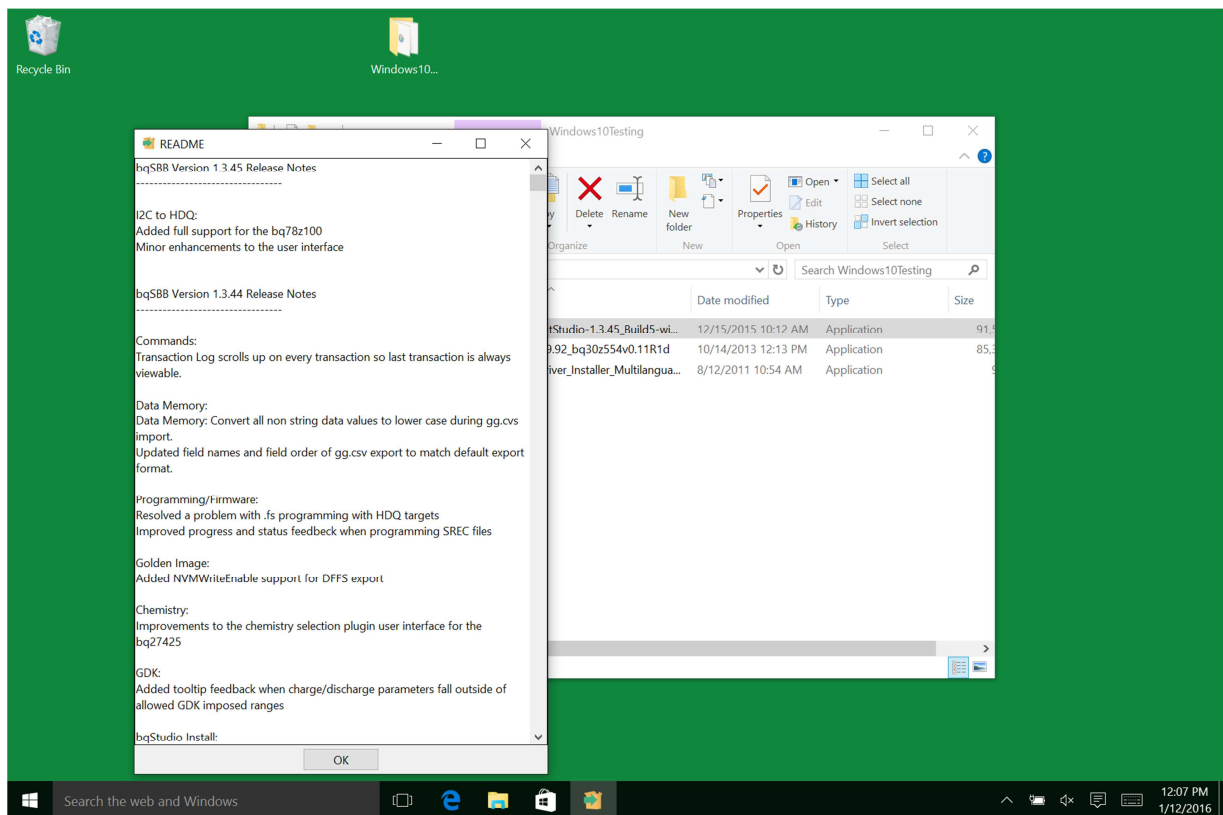 Recycle Bin
Windows10...
README
bqSBB Version 1.3.45 Release Notes
--------------------------------
I2C to HDQ:
Added full support for the bq78z100
Minor enhancements to the user interface
bqSBB Version 1.3.44 Release Notes
--------------------------------
Commands:
Transaction Log scrolls up on every transaction so last transaction is always
viewable.
Data Memory:
Data Memory: Convert all non string data values to lower case during gg.cvs
import.
Updated field names and field order of gg.csv export to match default export
format.
Programming/Firmware:
Resolved a problem with .fs programming with HDQ targets
Improved progress and status feedbeck when programming SREC files
Golden Image:
Added NVMWriteEnable support for DFFS export
Chemistry:
Improvements to the chemistry selection plugin user interface for the
bq27425
GDK:
Added tooltip feedback when charge/discharge parameters fall outside of
allowed GDK imposed ranges
bqStudio Install:
OK
Windows10Testing
Delete
Rename
New
folder
Properties
Open
Edit
History
Select all
Select none
Invert selection
Organize
New
Open
Select
Search Windows10Testing
Date modified
Type
Size
tStudio-1.3.45_Build5-wi... 12/15/2015 10:12 AM Application 91,5
9.92_bq30z554v0.11R1d 10/14/2013 12:13 PM Application 85,3
iver_Installer_Multilangua... 8/12/2011 10:54 AM Application
Search the web and Windows
12:07 PM
1/12/2016